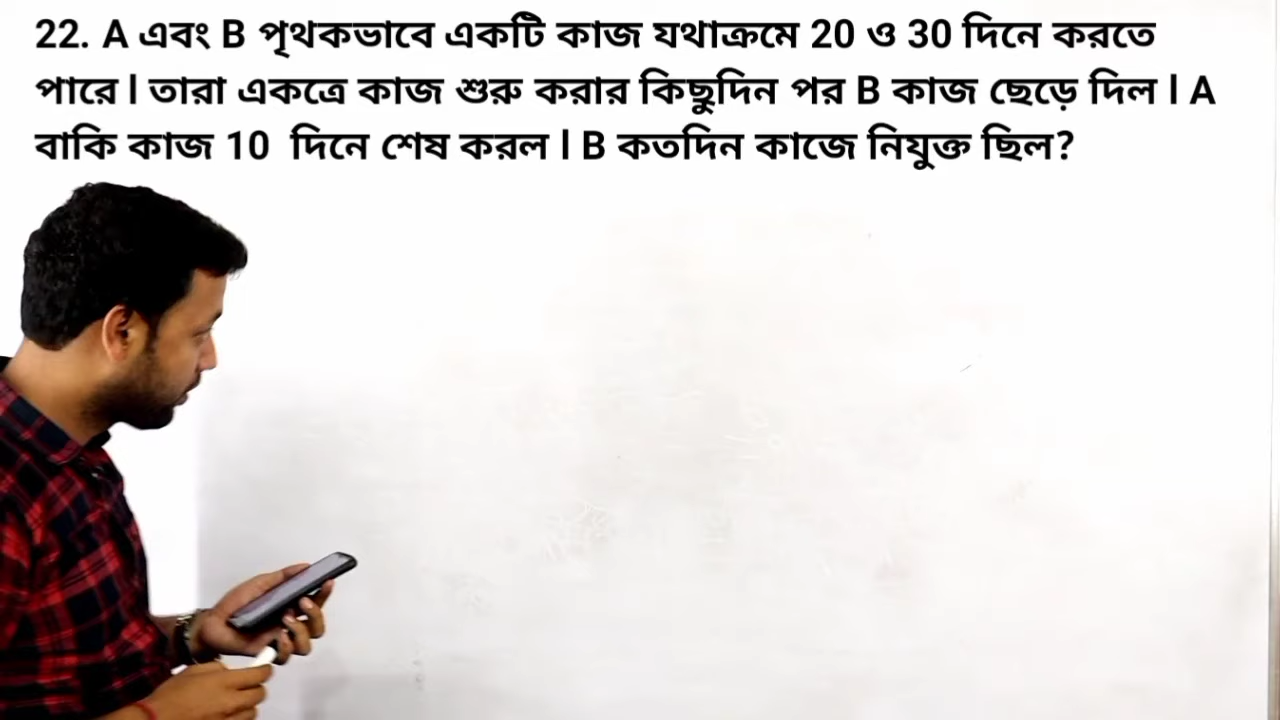 22. A এবং B পৃথকভাবে একটি কাজ যথাক্রমে 20 ও 30 দিনে করতে
পারে l তারা একত্রে কাজ শুরু করার কিছুদিন পর B কাজ ছেড়ে দিল l A
বাকি কাজ 10 দিনে শেষ করল l B কতদিন কাজে নিযুক্ত ছিল?